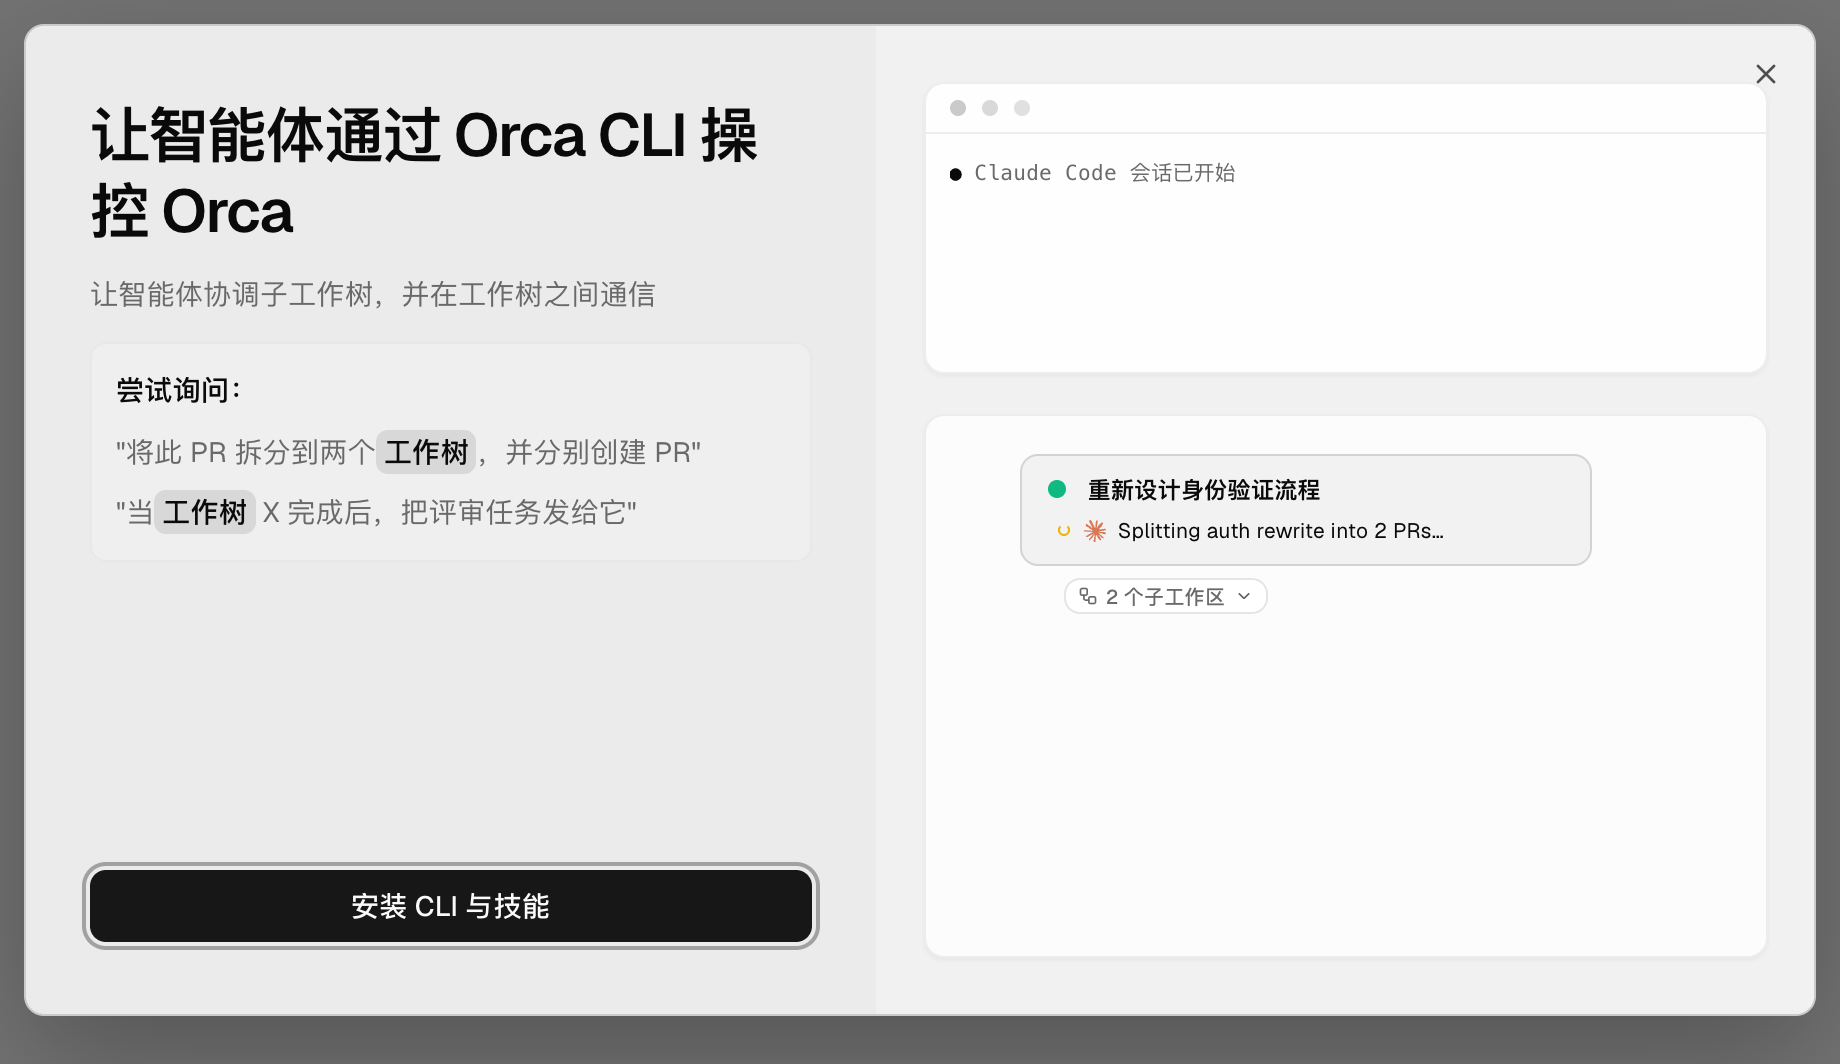 让智能体通过 Orca CLI 操
控 Orca
让智能体协调子工作树，并在工作树之间通信
尝试询问：
"将此 PR 拆分到两个 工作树，并分别创建 PR"
"当 工作树 X 完成后，把评审任务发给它"
安装 CLI 与技能
Claude Code 会话已开始
重新设计身份验证流程
Splitting auth rewrite into 2 PRs…
2 个子工作区